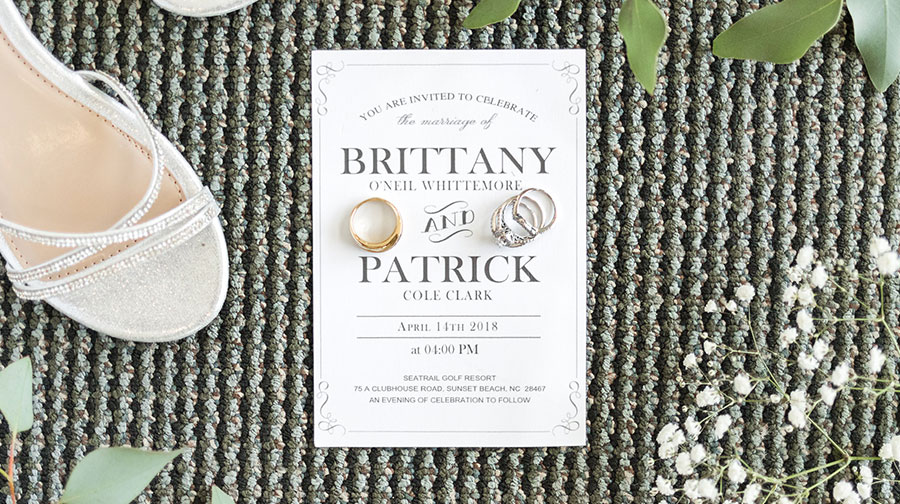 YOU ARE INVITED TO CELEBRATE
the marriage of
BRITTANY
O'NEIL WHITTEMORE
AND
PATRICK
COLE CLARK
APRIL 14TH 2018
at 04:00 PM
SEATRAIL GOLF RESORT
75 A CLUBHOUSE ROAD, SUNSET BEACH, NC 28467
AN EVENING OF CELEBRATION TO FOLLOW